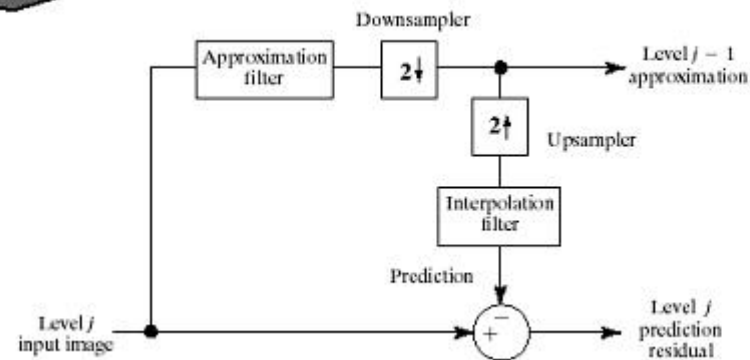 Downsampler
Approximation
filter
2↓
Level j − 1
approximation
2↑
Upsampler
Interpolation
filter
Prediction
Level j
input image
+
−
Level j
prediction
residual